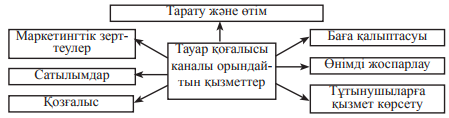 Тарату және өтім
Маркетингтік зерт-
теулер
Сатылымдар
Қозғалыс
Тауар қоғалысы
каналы орындай-
тын қызметтер
Баға қалыптасуы
Өнімді жоспарлау
Тұтынушыларға
қызмет көрсету